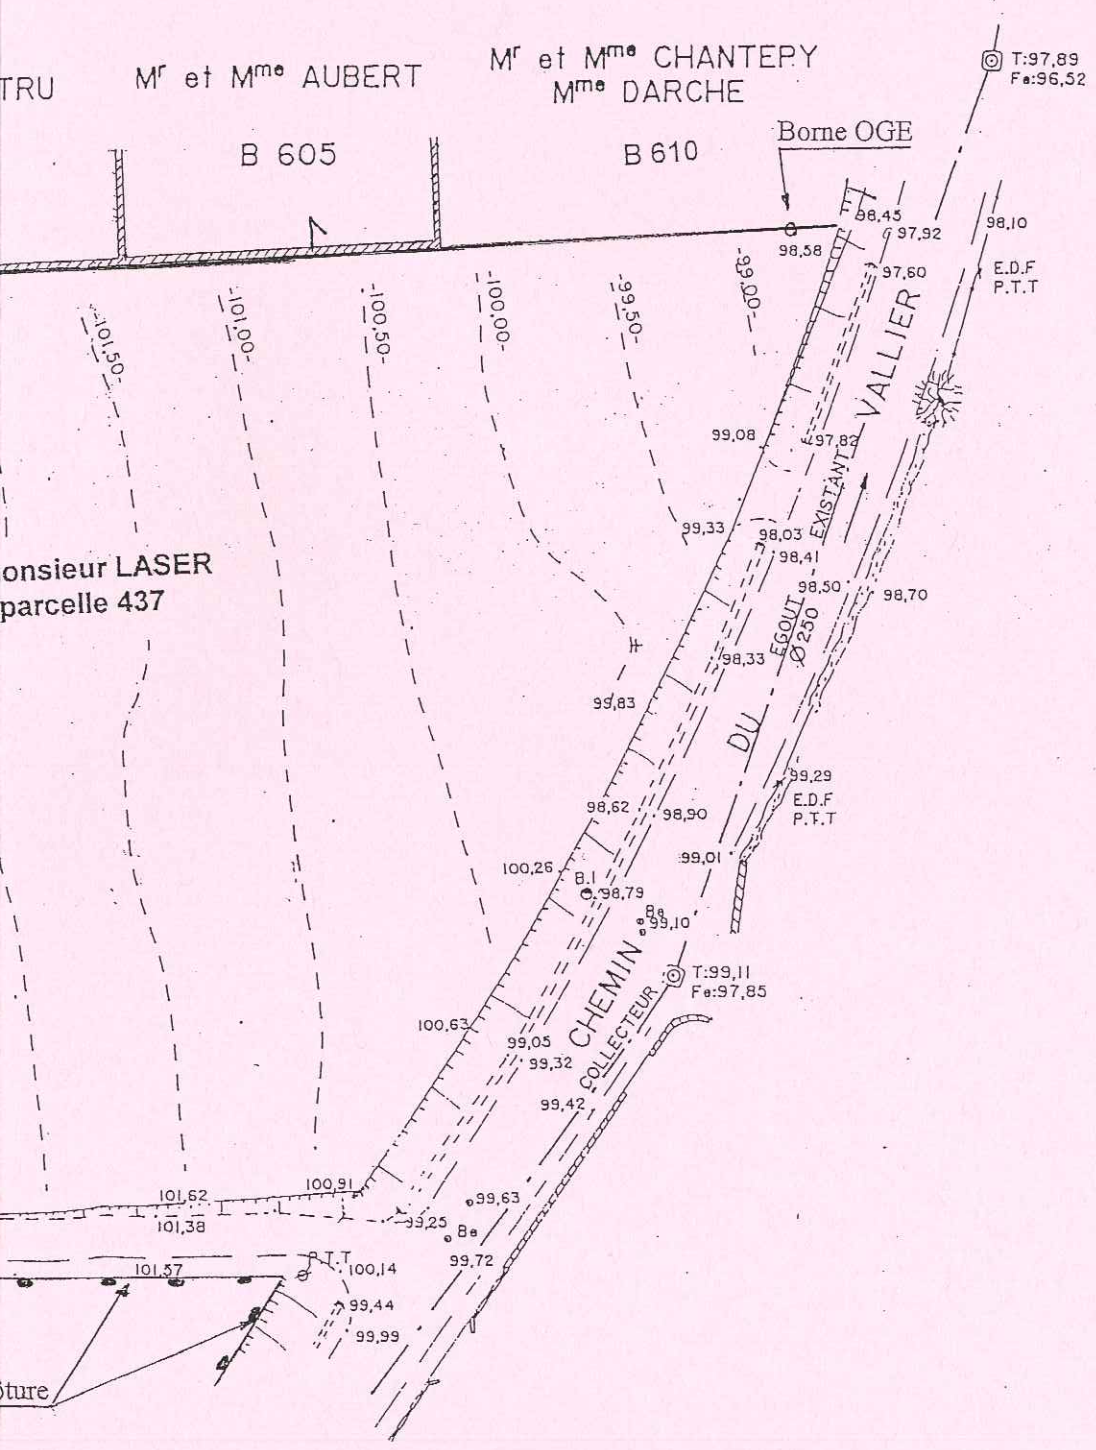 TRU
Mʳ et Mᵐᵉ AUBERT
B 605
Mʳ et Mᵐᵉ CHANTEPY
Mᵐᵉ DARCHE
B 610
T:97,89
Fe:96,52
Borne OGE
98,45
97,92
98,10
98,58
97,60
E.D.F
P.T.T
-101,50-
-101,00-
-100,50-
-100,00-
-99,50-
-99,00-
VALLIER
99,08
97,82
EXISTANT
99,33
98,03
98,41
onsieur LASER
parcelle 437
98,50
98,70
EGOUT
Ø 250
98,33
99,83
DU
99,29
E.D.F
P.T.T
98,62
98,90
99,01
100,26
B.I
98,79
Be
99,10
CHEMIN
T:99,11
Fe:97,85
COLLECTEUR
100,63
99,05
99,32
99,42
100,91
101,62
101,38
99,63
99,25
Be
99,72
P.T.T
100,14
101,57
99,44
99,99
ôture